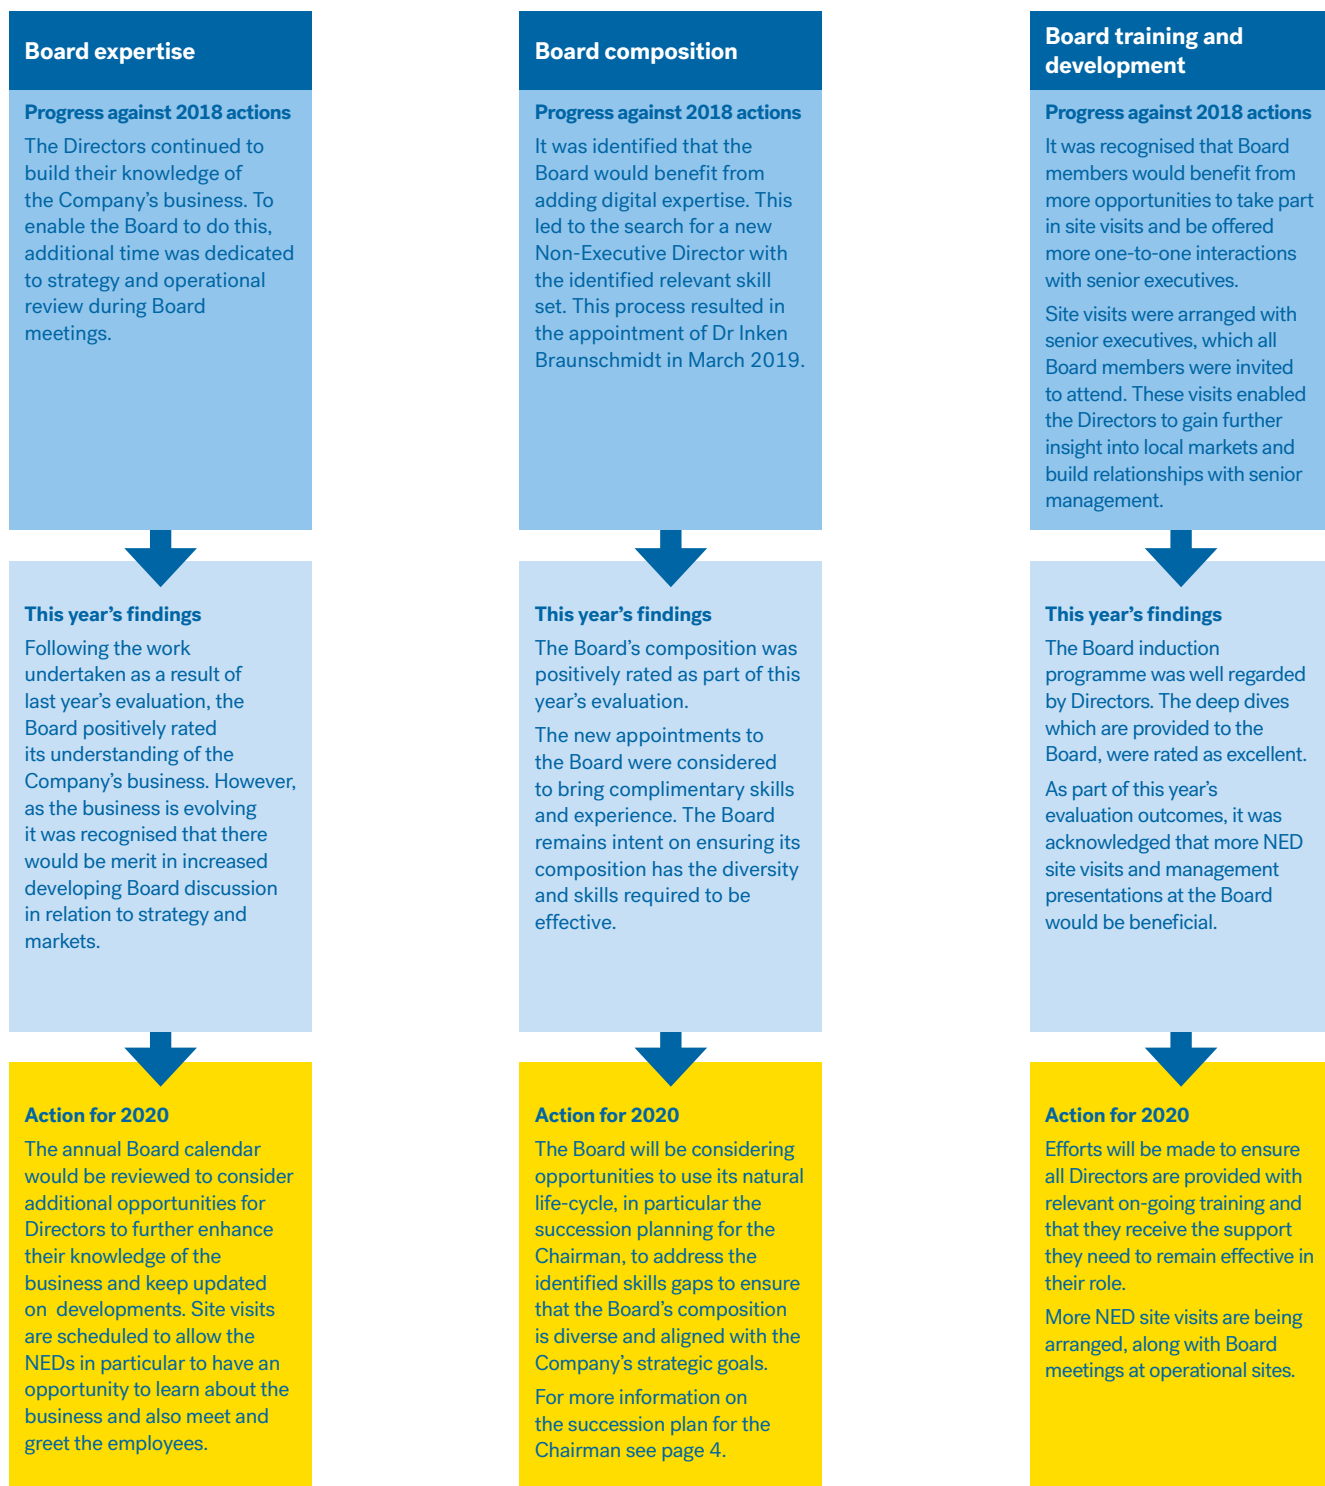 Board expertise
Progress against 2018 actions
The Directors continued to
build their knowledge of
the Company’s business. To
enable the Board to do this,
additional time was dedicated
to strategy and operational
review during Board
meetings.
This year’s findings
Following the work
undertaken as a result of
last year’s evaluation, the
Board positively rated
its understanding of the
Company’s business. However,
as the business is evolving
it was recognised that there
would be merit in increased
developing Board discussion
in relation to strategy and
markets.
Action for 2020
The annual Board calendar
would be reviewed to consider
additional opportunities for
Directors to further enhance
their knowledge of the
business and keep updated
on  developments. Site visits
are scheduled to allow the
NEDs in particular to have an
opportunity to learn about the
business and also meet and
greet the employees.
Board composition
Progress against 2018 actions
It was identified that the
Board would benefit from
adding digital expertise. This
led to the search for a new
Non-Executive Director with
the identified relevant skill
set. This process resulted in
the appointment of Dr Inken
Braunschmidt in March 2019.
This year’s findings
The Board’s composition was
positively rated as part of this
year’s evaluation.
The new appointments to
the Board were considered
to bring complimentary skills
and experience. The Board
remains intent on ensuring its
composition has the diversity
and skills required to be
effective.
Action for 2020
The Board will be considering
opportunities to use its natural
life-cycle, in particular the
succession planning for the
Chairman, to address the
identified skills gaps to ensure
that the Board’s composition
is diverse and aligned with the
Company’s strategic goals.
For more information on
the succession plan for the
Chairman see page 4.
Board training and
development
Progress against 2018 actions
It was recognised that Board
members would benefit from
more opportunities to take part
in site visits and be offered
more one-to-one interactions
with senior executives.
Site visits were arranged with
senior executives, which all
Board members were invited
to attend. These visits enabled
the Directors to gain further
insight into local markets and
build relationships with senior
management.
This year’s findings
The Board induction
programme was well regarded
by Directors. The deep dives
which are provided to the
Board, were rated as excellent.
As part of this year’s
evaluation outcomes, it was
acknowledged that more NED
site visits and management
presentations at the Board
would be beneficial.
Action for 2020
Efforts will be made to ensure
all Directors are provided with
relevant on-going training and
that they receive the support
they need to remain effective in
their role.
More NED site visits are being
arranged, along with Board
meetings at operational sites.